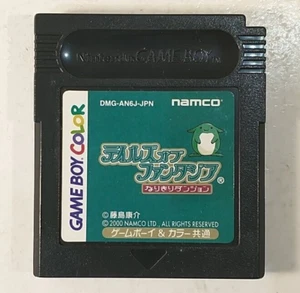 Nintendo GAME BOY
DMG-AN6J-JPN
namco
GAME BOY COLOR
テイルズオブ
ファンタジア®
なりきりダンジョン
©藤島康介
©2000 NAMCO LTD., ALL RIGHTS RESERVED
ゲームボーイ&カラー共通